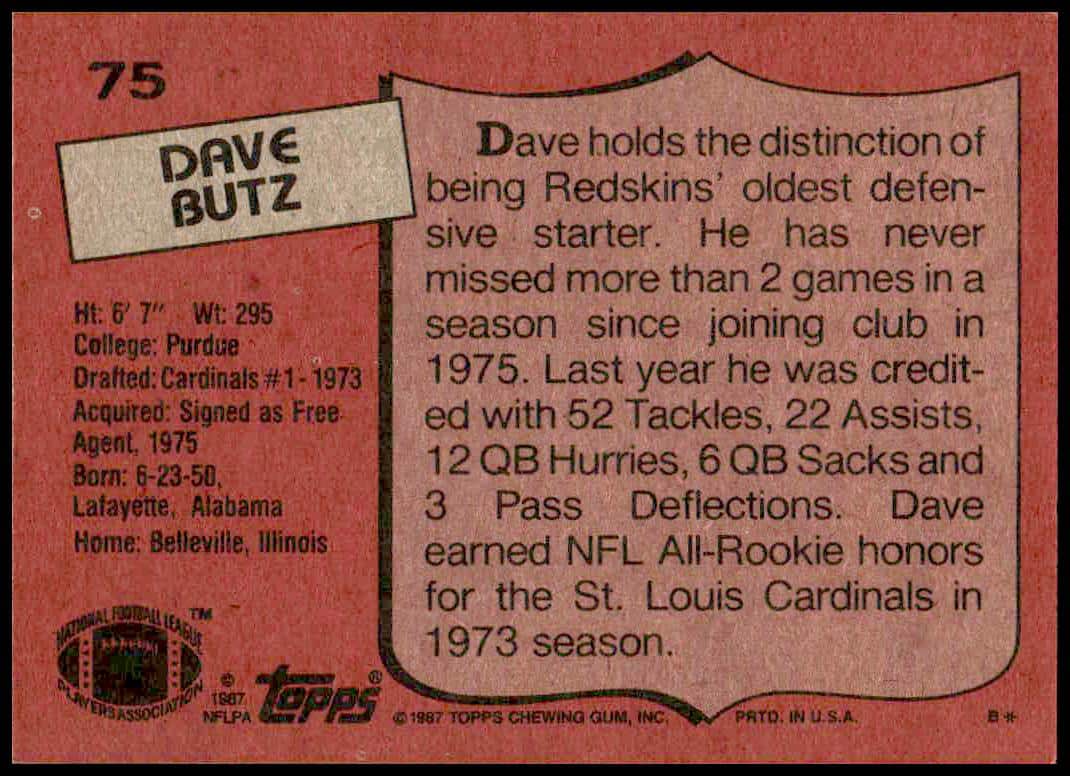 75
DAVE
BUTZ
Ht: 6' 7" Wt: 295
College: Purdue
Drafted: Cardinals #1 - 1973
Acquired: Signed as Free
Agent, 1975
Born: 6-23-50,
Lafayette, Alabama
Home: Belleville, Illinois
Dave holds the distinction of
being Redskins' oldest defen-
sive starter. He has never
missed more than 2 games in a
season since joining club in
1975. Last year he was credit-
ed with 52 Tackles, 22 Assists,
12 QB Hurries, 6 QB Sacks and
3 Pass Deflections. Dave
earned NFL All-Rookie honors
for the St. Louis Cardinals in
1973 season.
NATIONAL FOOTBALL LEAGUE ™
PLAYERS ASSOCIATION
©
1987
NFLPA
topps®
© 1987 TOPPS CHEWING GUM, INC. PRTD. IN U.S.A. B*